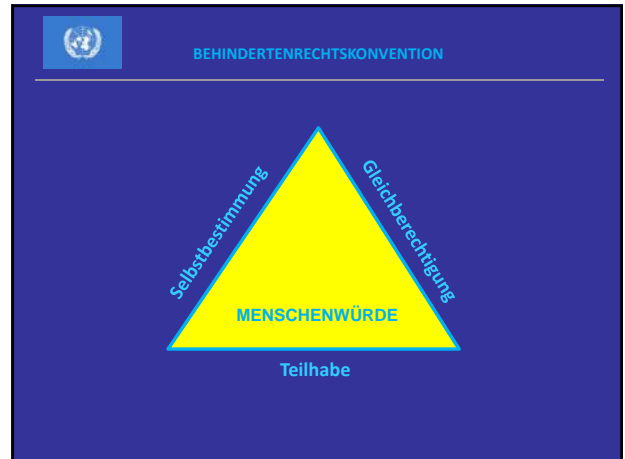 BEHINDERTENRECHTSKONVENTION
Selbstbestimmung
Gleichberechtigung
MENSCHENWÜRDE
Teilhabe